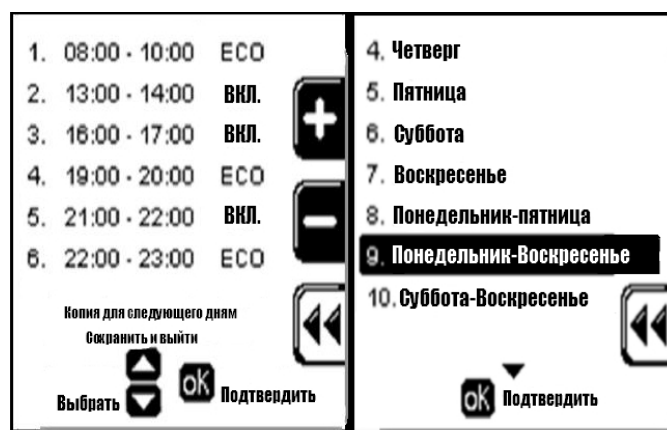 1. 08:00 - 10:00 ECO
2. 13:00 - 14:00 ВКЛ.
3. 16:00 - 17:00 ВКЛ.
4. 19:00 - 20:00 ECO
5. 21:00 - 22:00 ВКЛ.
6. 22:00 - 23:00 ECO
Копия для следующего дням
Сохранить и выйти
Выбрать ok Подтвердить
4. Четверг
5. Пятница
6. Суббота
7. Воскресенье
8. Понедельник-пятница
9. Понедельник-Воскресенье
10. Суббота-Воскресенье
ok Подтвердить